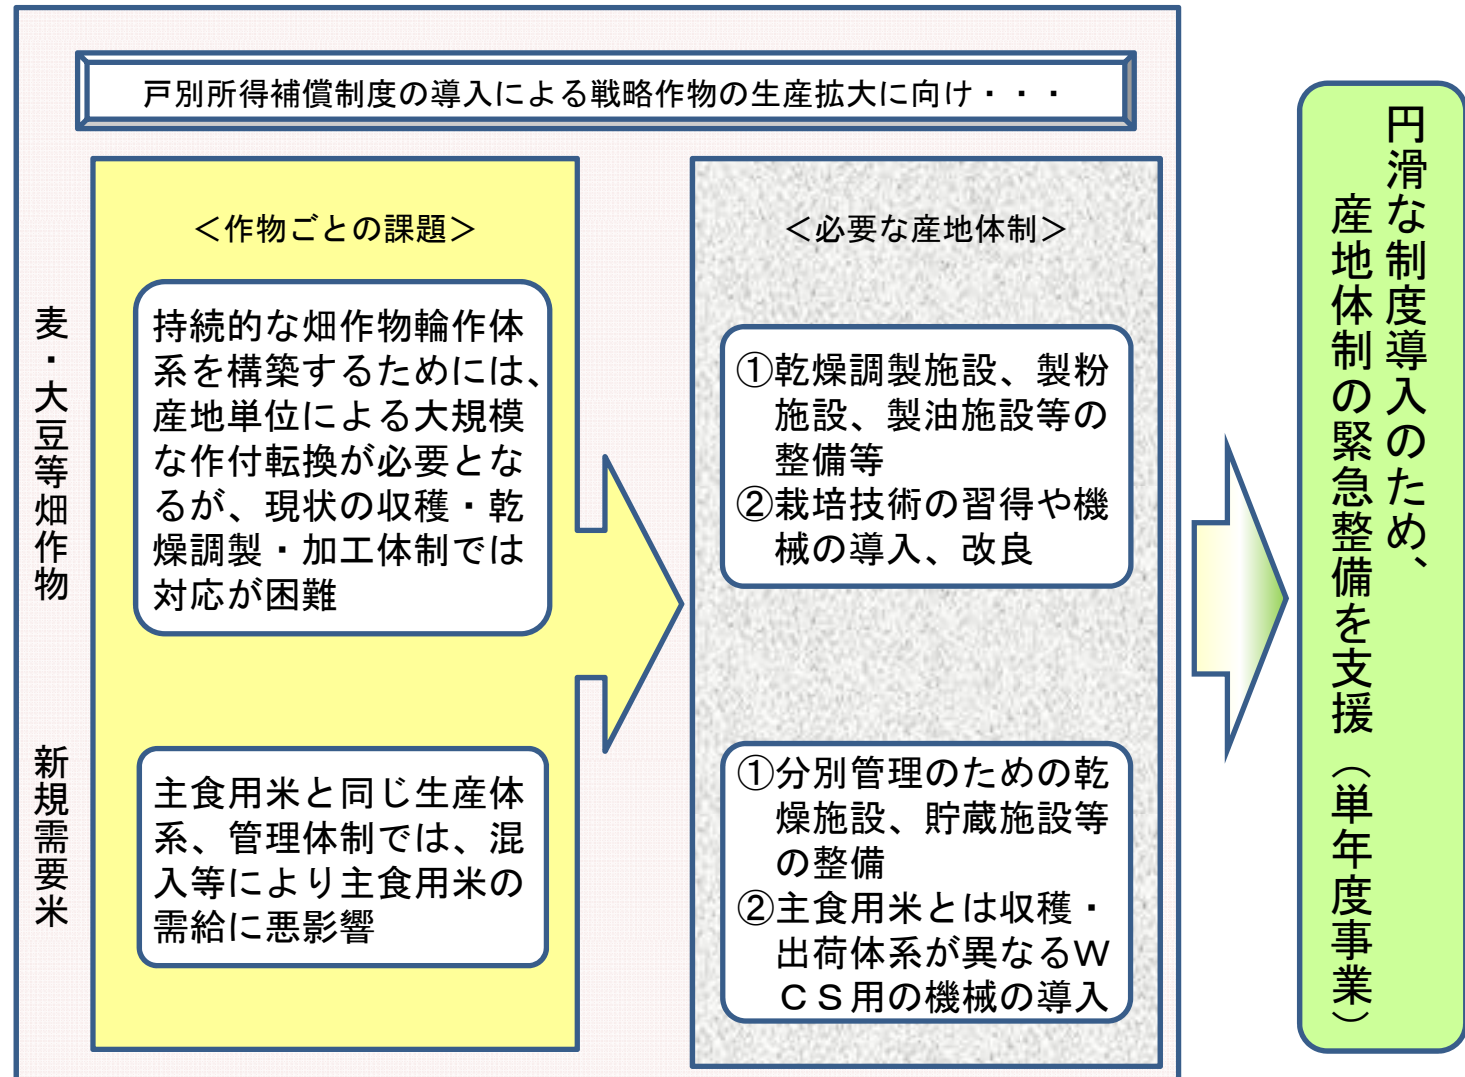 戸別所得補償制度の導入による戦略作物の生産拡大に向け・・・
麦・大豆等畑作物
＜作物ごとの課題＞
持続的な畑作物輪作体
系を構築するためには、
産地単位による大規模
な作付転換が必要とな
るが、現状の収穫・乾
燥調製・加工体制では
対応が困難
＜必要な産地体制＞
①乾燥調製施設、製粉
施設、製油施設等の
整備等
②栽培技術の習得や機
械の導入、改良
新規需要米
主食用米と同じ生産体
系、管理体制では、混
入等により主食用米の
需給に悪影響
①分別管理のための乾
燥施設、貯蔵施設等
の整備
②主食用米とは収穫・
出荷体系が異なるＷ
ＣＳ用の機械の導入
円滑な制度導入のため、
産地体制の緊急整備を支援（単年度事業）